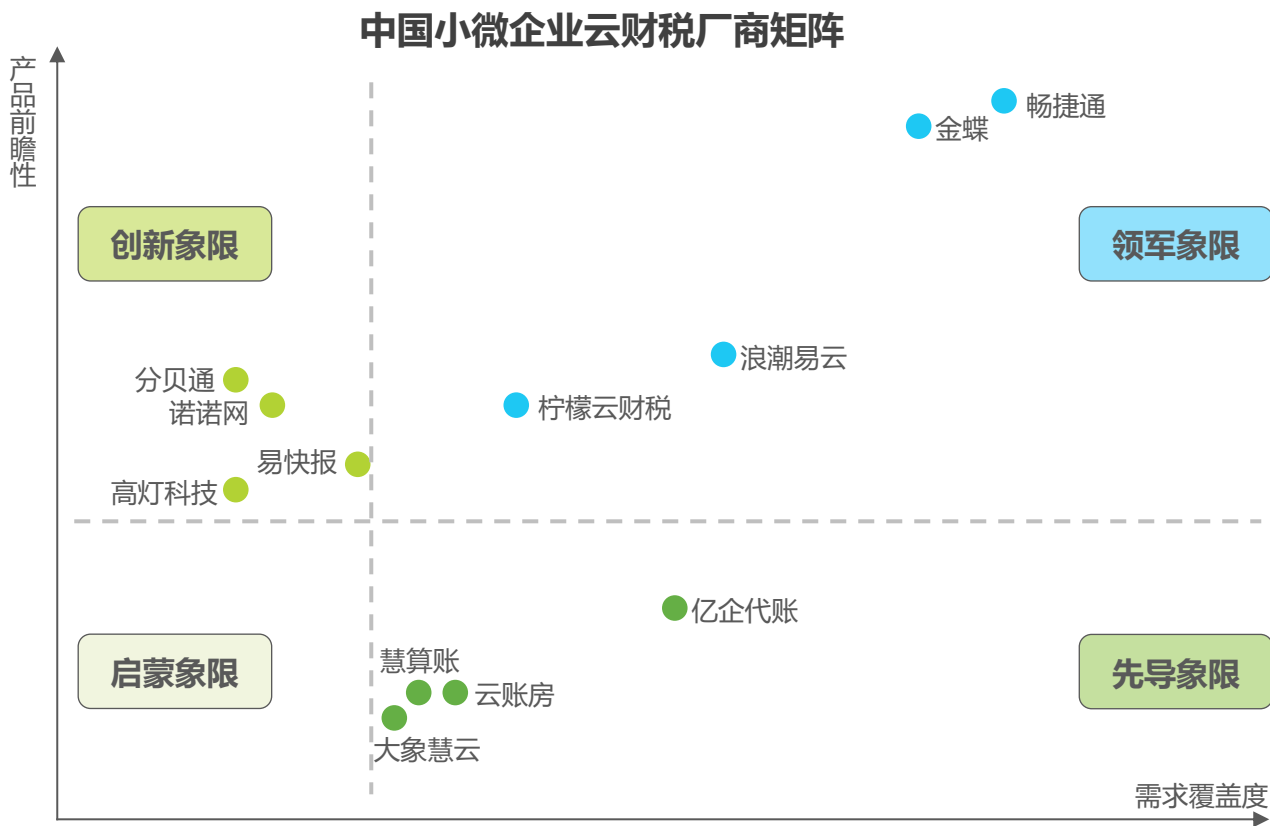 中国小微企业云财税厂商矩阵
产品前瞻性
畅捷通
金蝶
创新象限
领军象限
浪潮易云
分贝通
诺诺网
柠檬云财税
易快报
高灯科技
亿企代账
启蒙象限
慧算账
先导象限
云账房
大象慧云
需求覆盖度